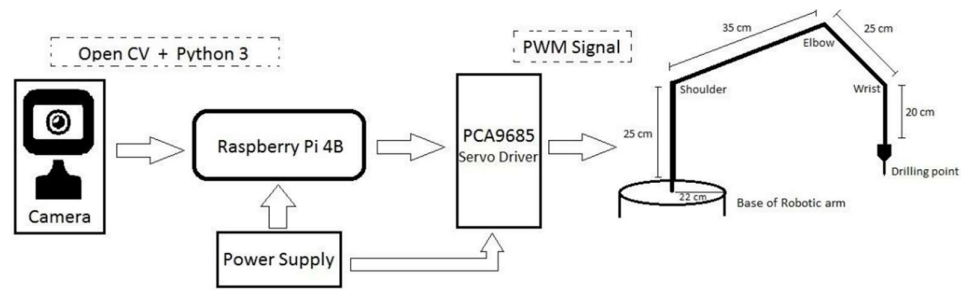 Open CV + Python 3
Camera
Raspberry Pi 4B
Power Supply
PWM Signal
PCA9685
Servo Driver
35 cm
25 cm
Elbow
Shoulder
Wrist
25 cm
20 cm
Drilling point
22 cm
Base of Robotic arm